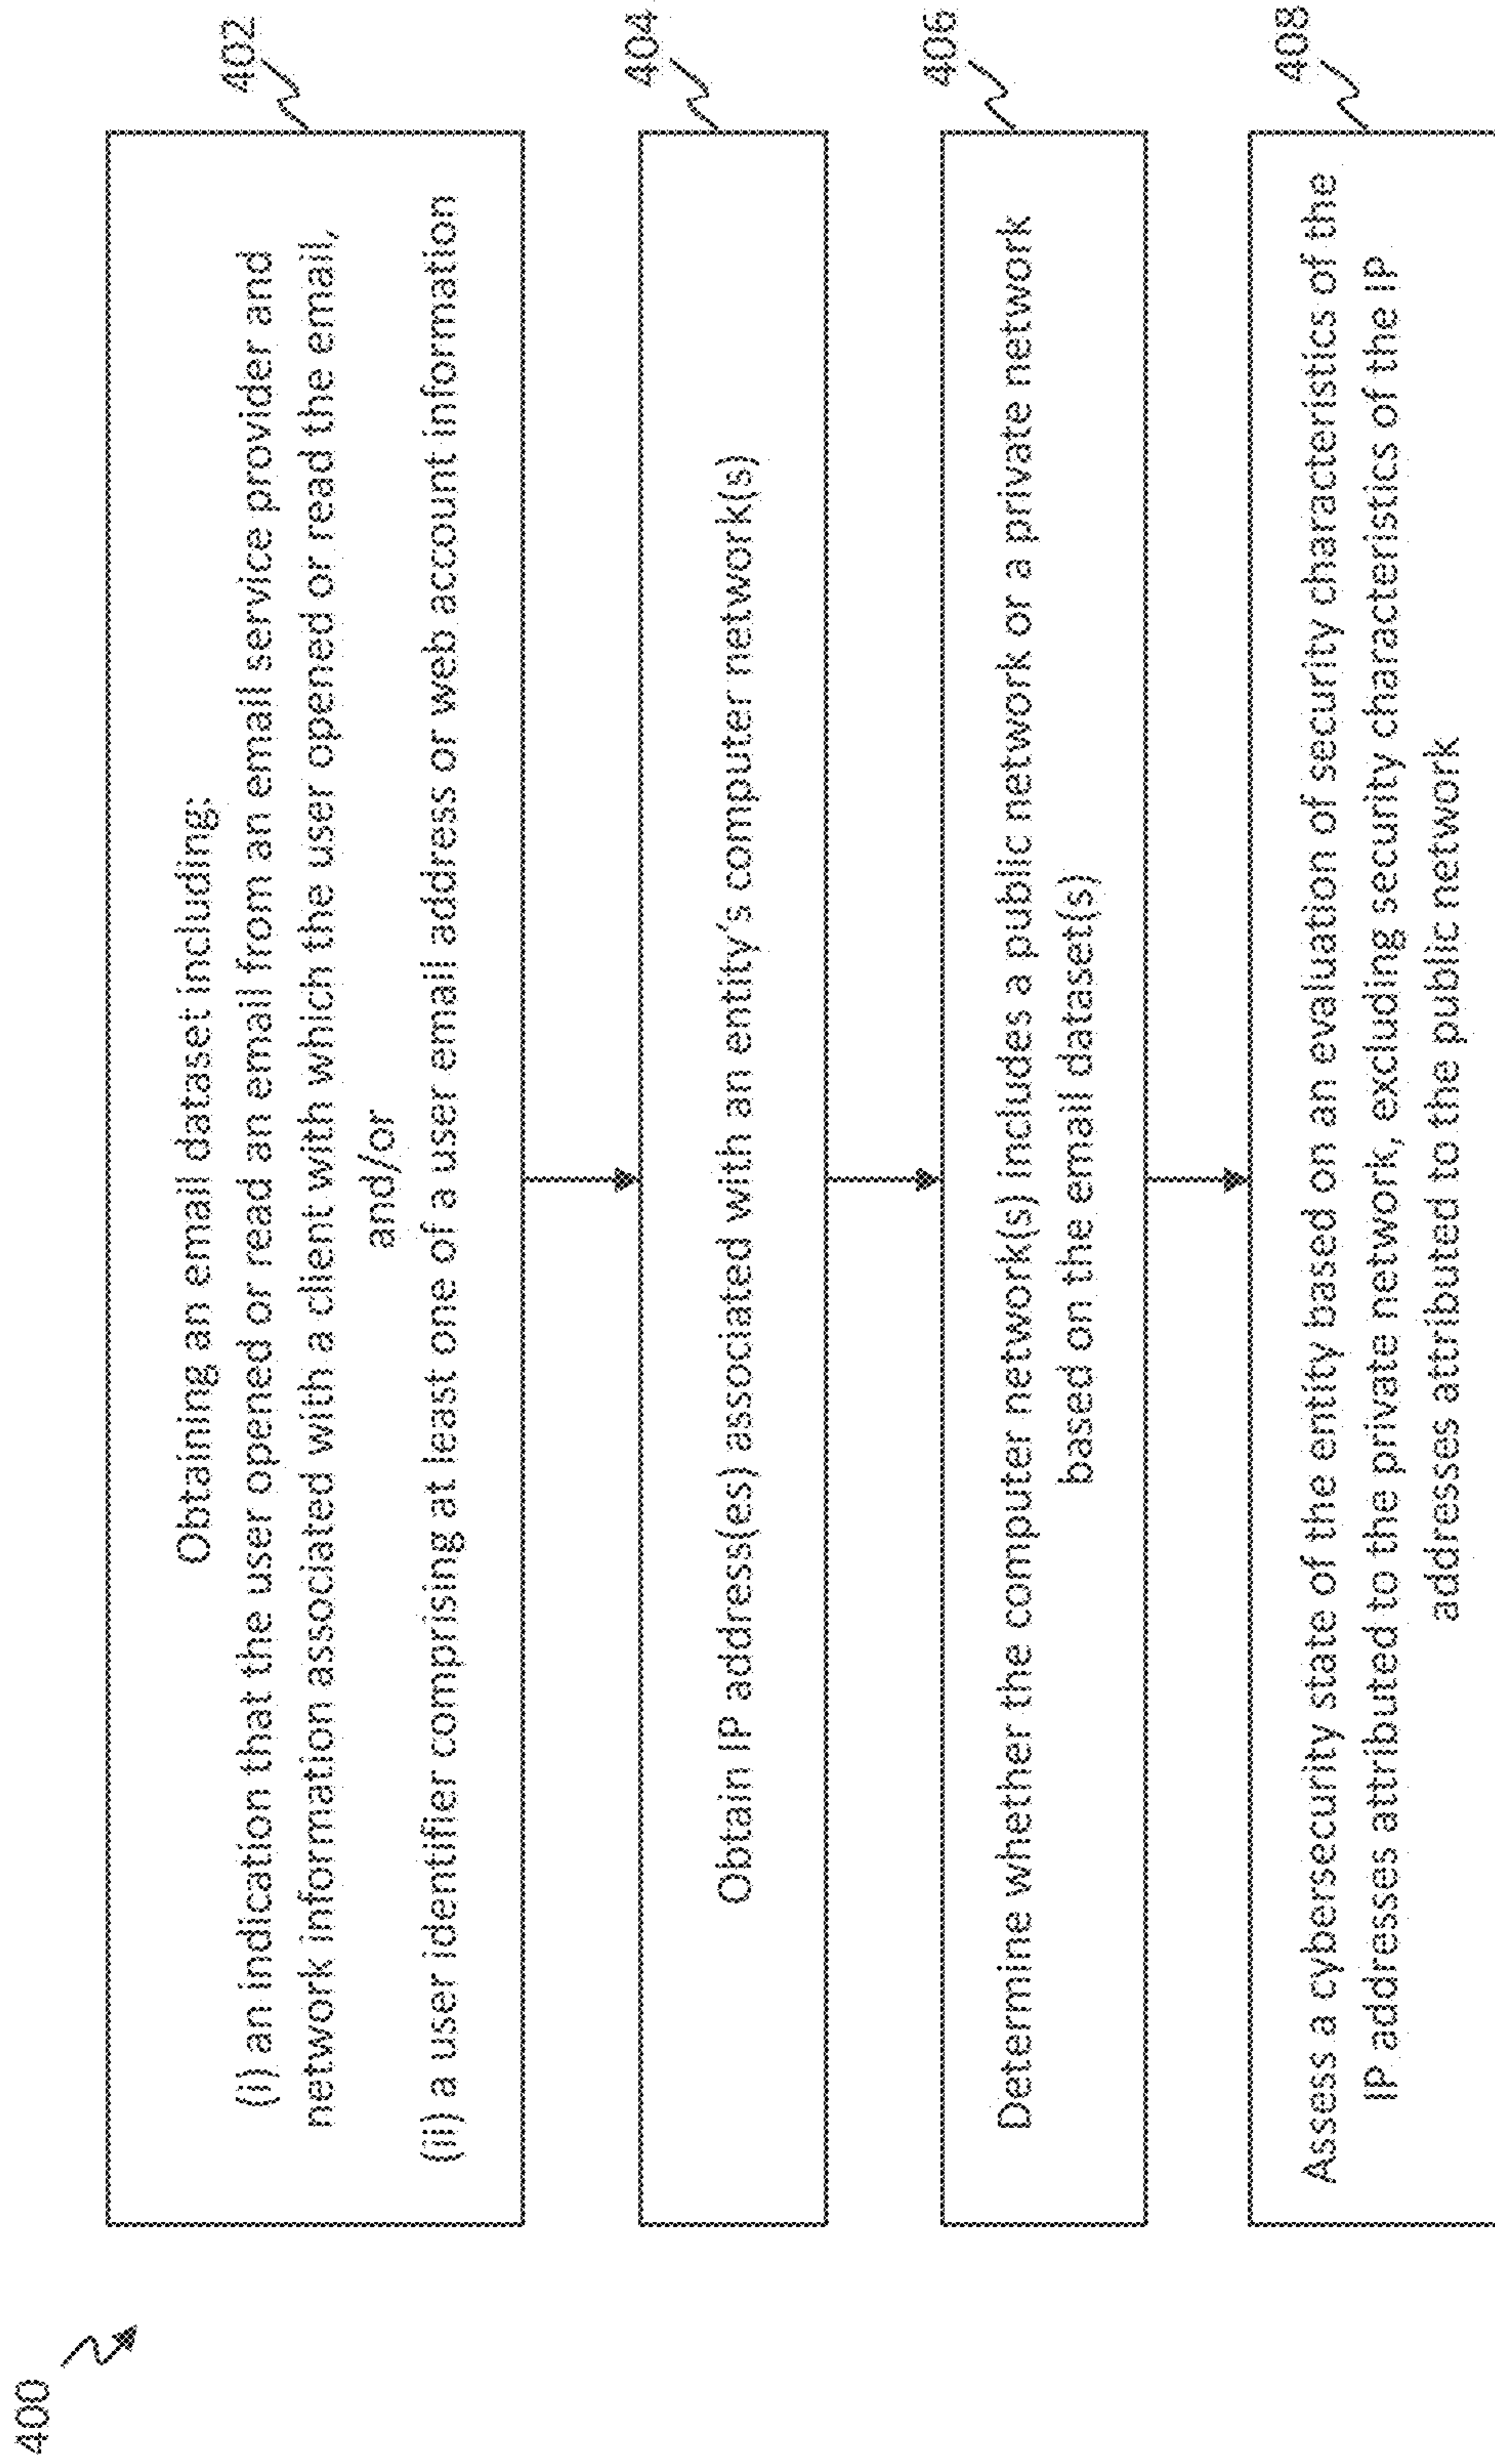 400
402
Obtaining an email dataset including:
(i) an indication that the user opened or read an email from an email service provider and
network information associated with a client with which the user opened or read the email,
and/or
(ii) a user identifier comprising at least one of a user email address or web account information
404
Obtain IP address(es) associated with an entity's computer network(s)
406
Determine whether the computer network(s) includes a public network or a private network
based on the email dataset(s)
408
Assess a cybersecurity state of the entity based on an evaluation of security characteristics of the
IP addresses attributed to the private network, excluding security characteristics of the IP
addresses attributed to the public network